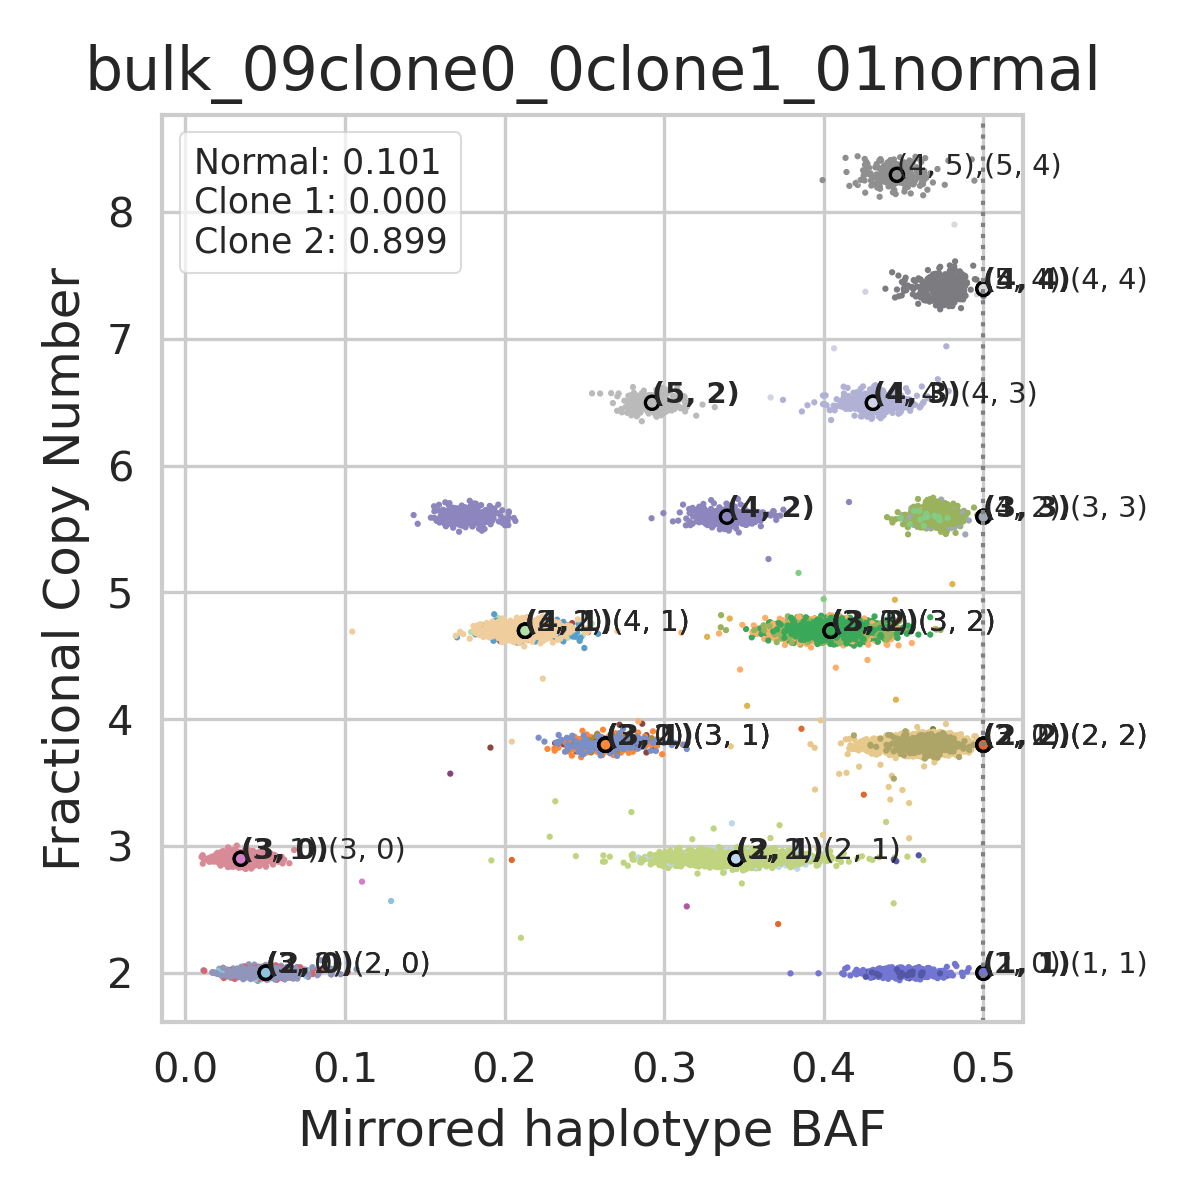 bulk_09clone0_0clone1_01normal
Normal: 0.101
Clone 1: 0.000
Clone 2: 0.899
(4, 5),(5, 4)
(4, 4)
(5, 2)
(4, 3)
(4, 2)
(3, 3)
(4, 1)
(3, 2)
(3, 1)
(2, 2)
(3, 0)
(2, 1)
(2, 0)
(1, 1)
8
7
6
5
4
3
2
0.0 0.1 0.2 0.3 0.4 0.5
Fractional Copy Number
Mirrored haplotype BAF